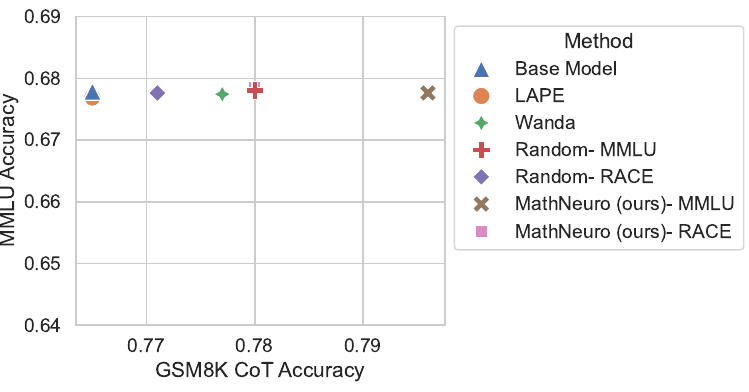 0.69
0.68
0.67
0.66
0.65
0.64
MMLU Accuracy
0.77 0.78 0.79
GSM8K CoT Accuracy
Method
Base Model
LAPE
Wanda
Random- MMLU
Random- RACE
MathNeuro (ours)- MMLU
MathNeuro (ours)- RACE